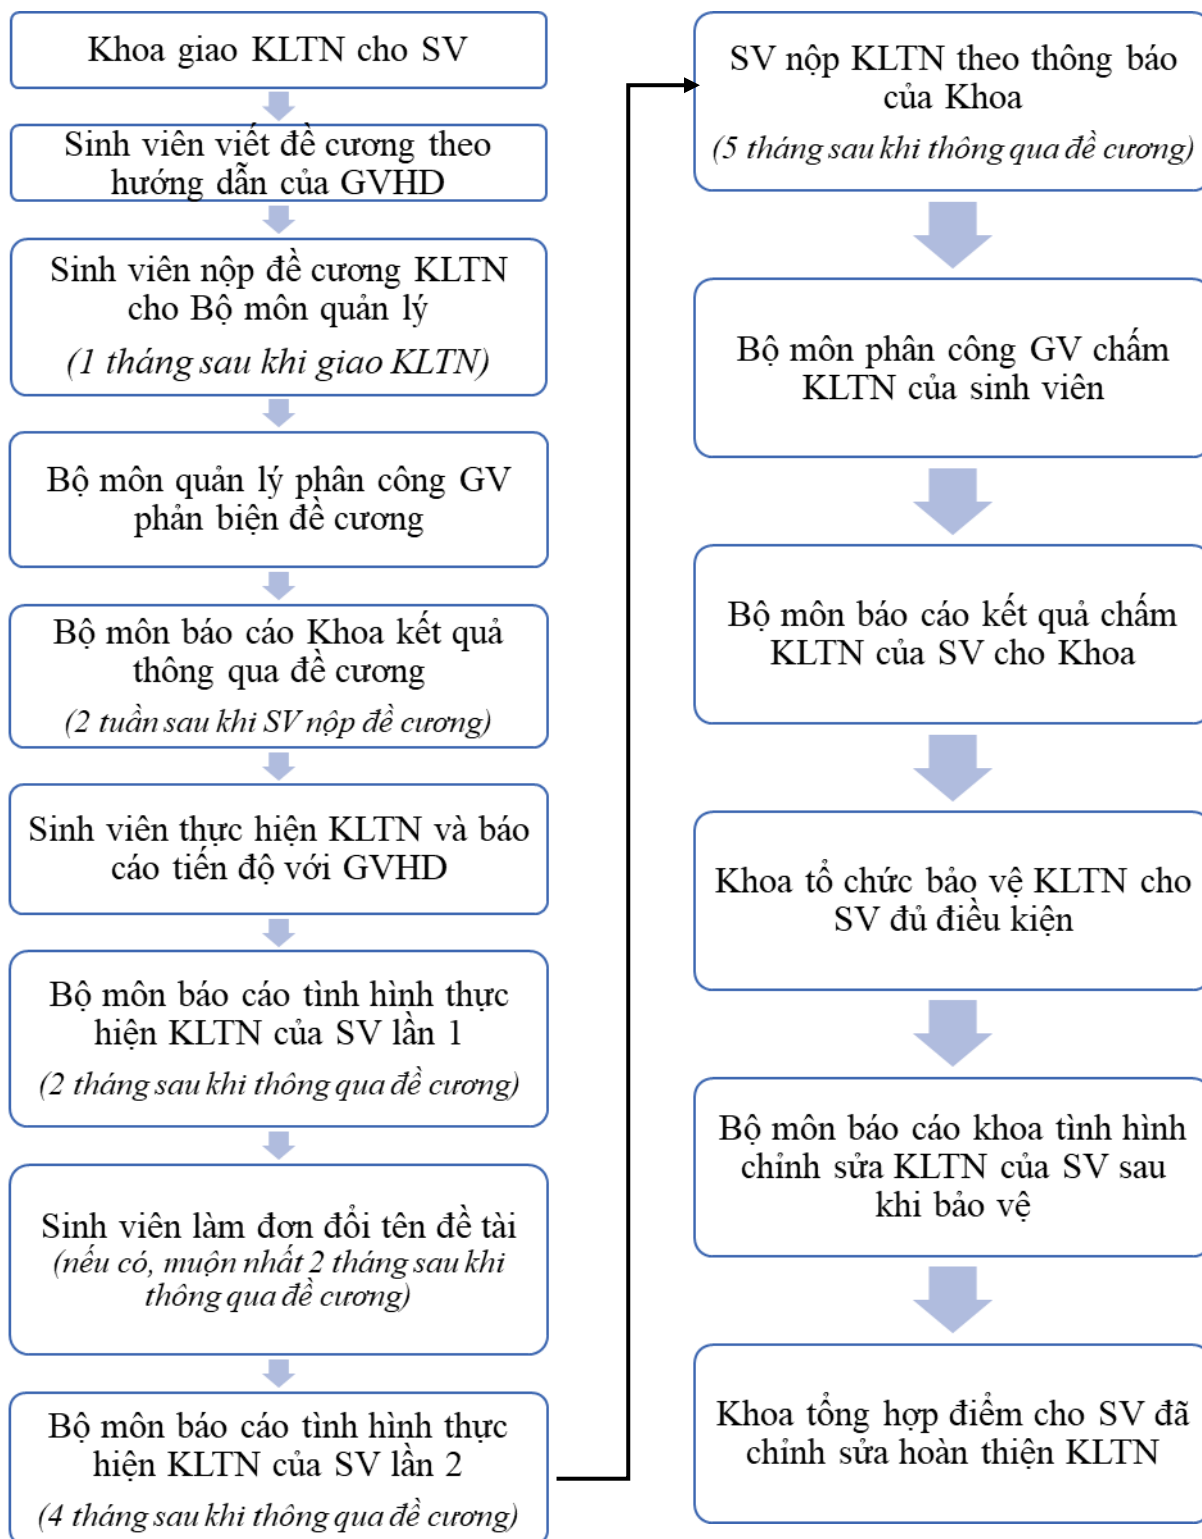 Khoa giao KLTN cho SV
Sinh viên viết đề cương theo
hướng dẫn của GVHD
Sinh viên nộp đề cương KLTN
cho Bộ môn quản lý
(1 tháng sau khi giao KLTN)
Bộ môn quản lý phân công GV
phản biện đề cương
Bộ môn báo cáo Khoa kết quả
thông qua đề cương
(2 tuần sau khi SV nộp đề cương)
Sinh viên thực hiện KLTN và báo
cáo tiến độ với GVHD
Bộ môn báo cáo tình hình thực
hiện KLTN của SV lần 1
(2 tháng sau khi thông qua đề cương)
Sinh viên làm đơn đổi tên đề tài
(nếu có, muộn nhất 2 tháng sau khi
thông qua đề cương)
Bộ môn báo cáo tình hình thực
hiện KLTN của SV lần 2
(4 tháng sau khi thông qua đề cương)
SV nộp KLTN theo thông báo
của Khoa
(5 tháng sau khi thông qua đề cương)
Bộ môn phân công GV chấm
KLTN của sinh viên
Bộ môn báo cáo kết quả chấm
KLTN của SV cho Khoa
Khoa tổ chức bảo vệ KLTN cho
SV đủ điều kiện
Bộ môn báo cáo khoa tình hình
chỉnh sửa KLTN của SV sau
khi bảo vệ
Khoa tổng hợp điểm cho SV đã
chỉnh sửa hoàn thiện KLTN